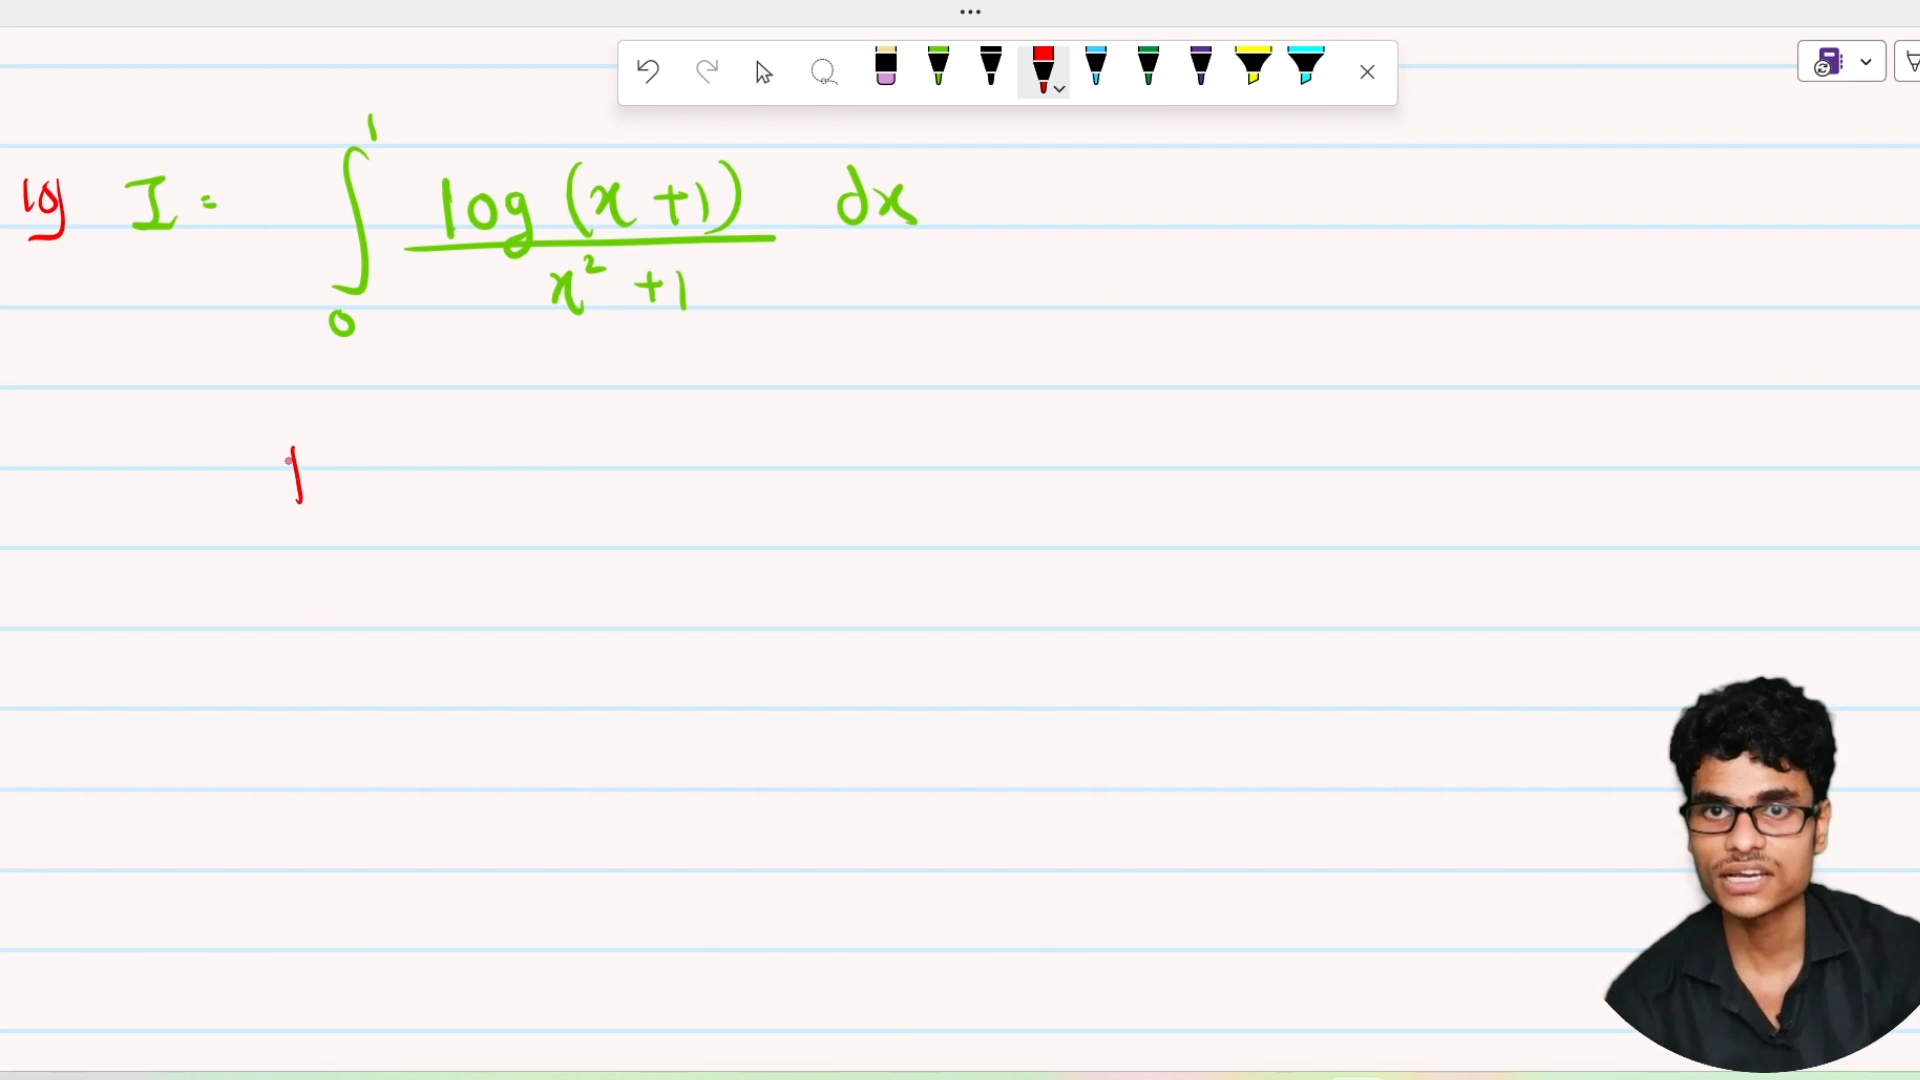 I = ∫₀¹ log (x + 1) / x² + 1 dx